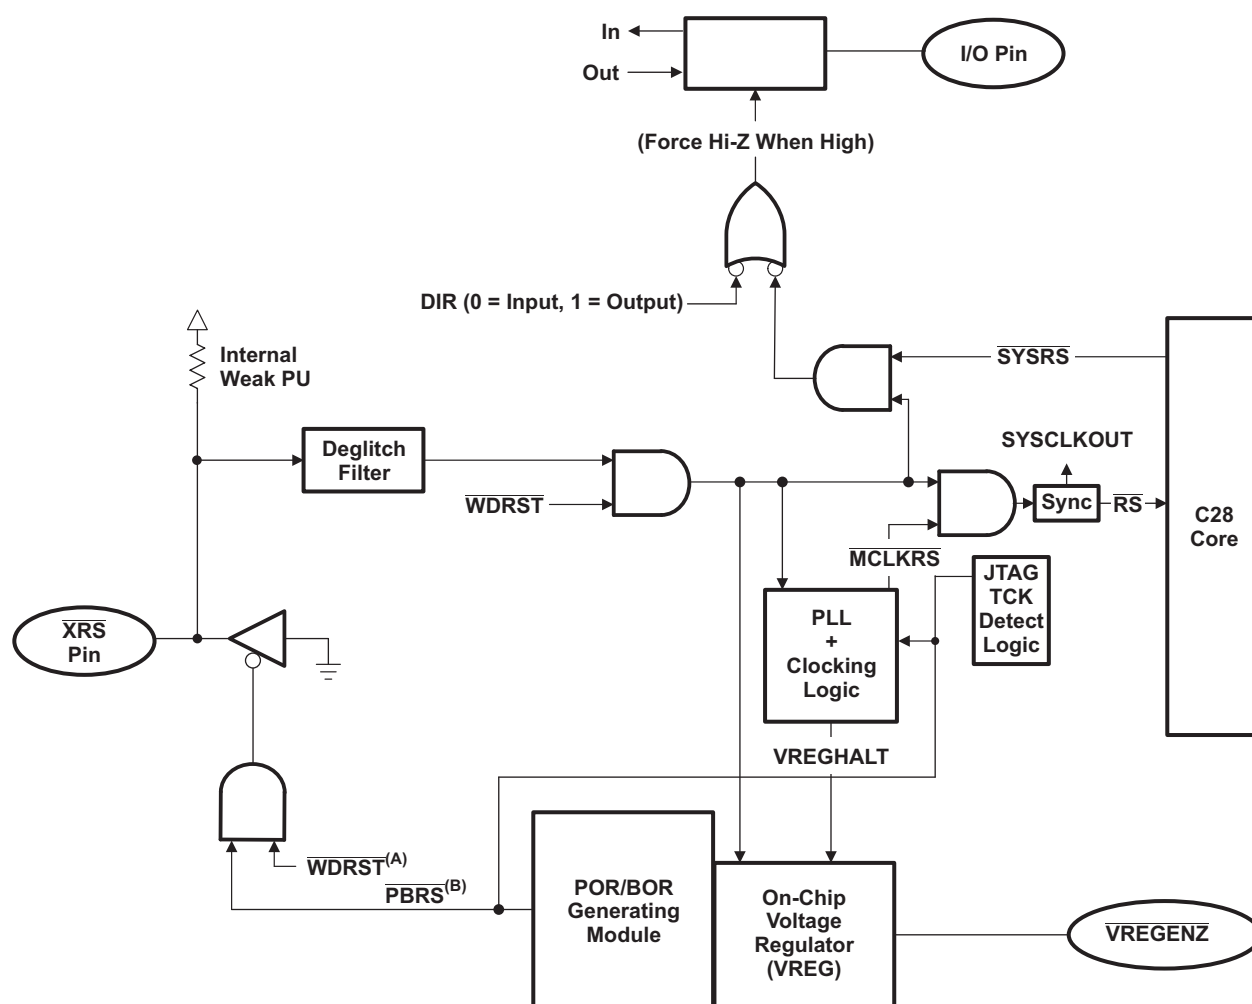 In
Out
I/O Pin
(Force Hi-Z When High)
DIR (0 = Input, 1 = Output)
Internal
Weak PU
SYSRS
SYSCLKOUT
Deglitch
Filter
WDRST
Sync
RS
C28
Core
MCLKRS
JTAG
TCK
Detect
Logic
XRS
Pin
PLL
+
Clocking
Logic
VREGHALT
WDRST(A)
PBRS(B)
POR/BOR
Generating
Module
On-Chip
Voltage
Regulator
(VREG)
VREGENZ